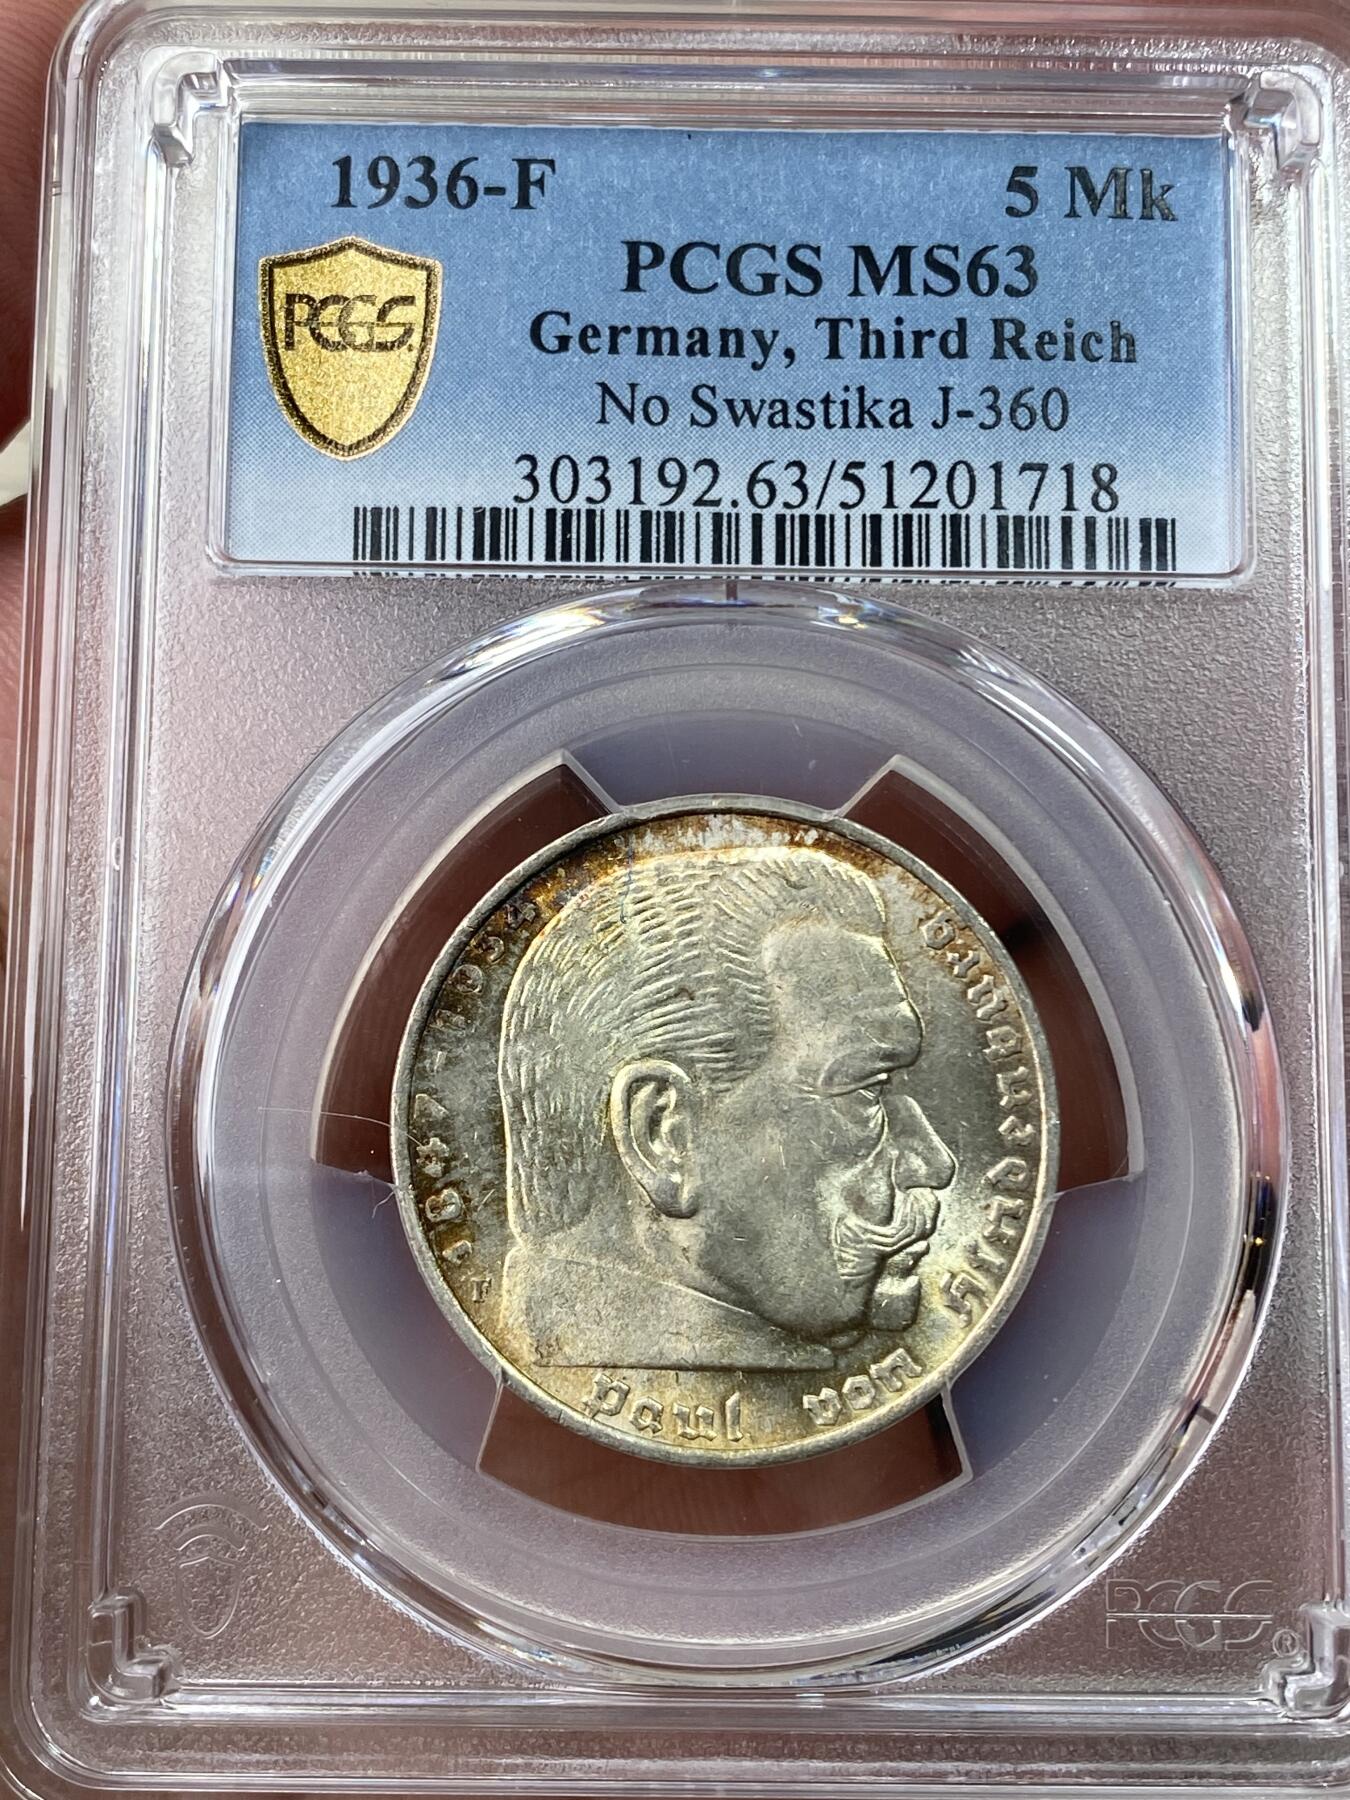 1936-F 5 Mk
PCGS MS63
PCGS
Germany, Third Reich
No Swastika J-360
303192.63/51201718
1847-1934 Paul von Hindenburg
F
PCGS